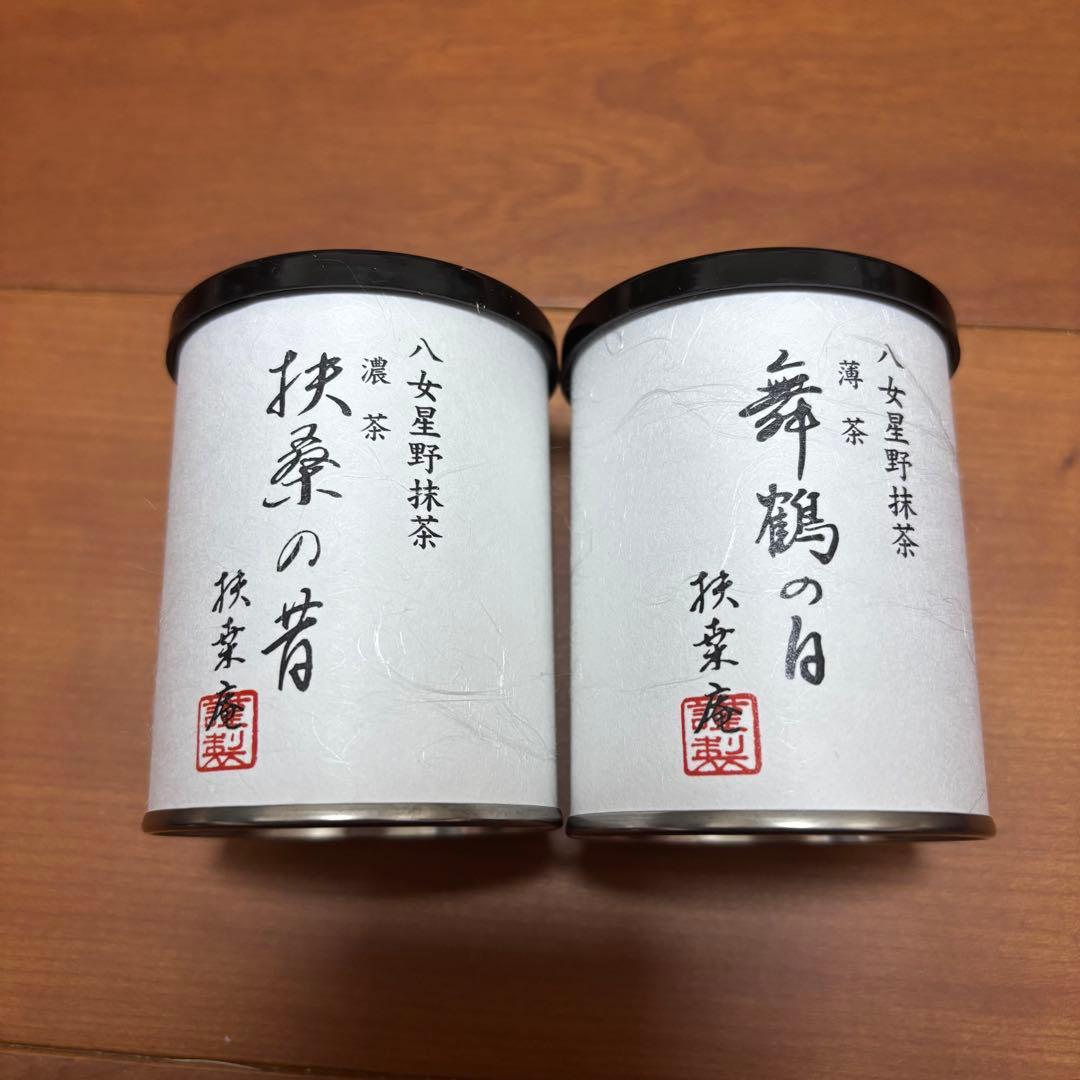 八女星野抹茶
濃茶
扶桑の昔
扶桑庵
謹製
八女星野抹茶
薄茶
舞鶴の白
扶桑庵
謹製